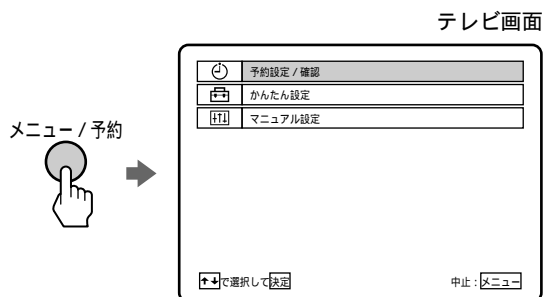 テレビ画面
メニュー / 予約
予約設定 / 確認
かんたん設定
マニュアル設定
↑↓で選択して決定
中止：メニュー